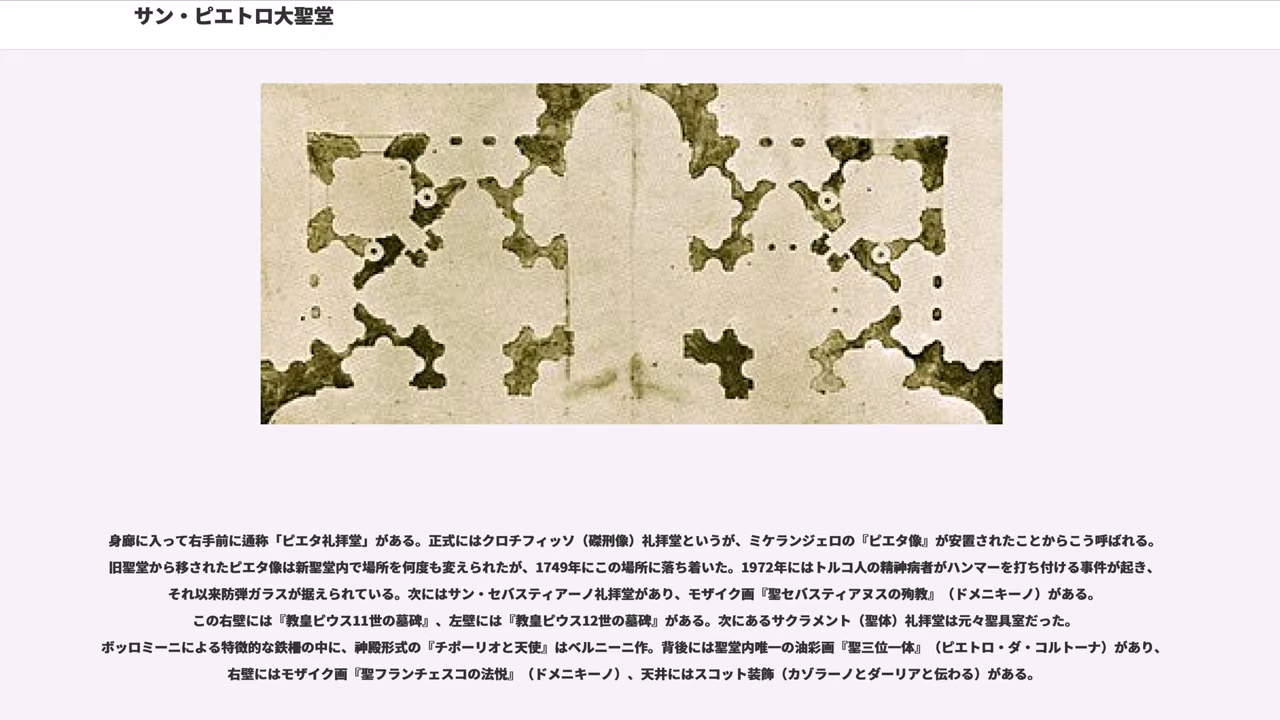 サン・ピエトロ大聖堂
身廊に入って右手前に通称「ピエタ礼拝堂」がある。正式にはクロチフィッソ（磔刑像）礼拝堂というが、ミケランジェロの『ピエタ像』が安置されたことからこう呼ばれる。
旧聖堂から移されたピエタ像は新聖堂内で場所を何度も変えられたが、1749年にこの場所に落ち着いた。1972年にはトルコ人の精神病者がハンマーを打ち付ける事件が起き、
それ以来防弾ガラスが据えられている。次にはサン・セバスティアーノ礼拝堂があり、モザイク画『聖セバスティアヌスの殉教』（ドメニキーノ）がある。
この右壁には『教皇ピウス11世の墓碑』、左壁には『教皇ピウス12世の墓碑』がある。次にあるサクラメント（聖体）礼拝堂は元々聖具室だった。
ボッロミーニによる特徴的な鉄柵の中に、神殿形式の『チボーリオと天使』はベルニーニ作。背後には聖堂内唯一の油彩画『聖三位一体』（ピエトロ・ダ・コルトーナ）があり、
右壁にはモザイク画『聖フランチェスコの法悦』（ドメニキーノ）、天井にはスコット装飾（カゾラーノとダーリアと伝わる）がある。